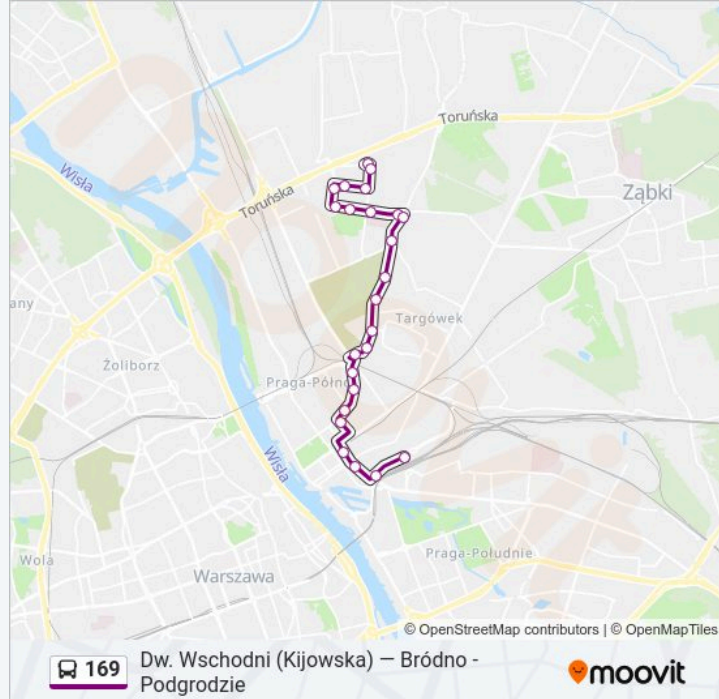 Toruńska
Wisła
Ząbki
Toruńska
any
Targówek
Żoliborz
Praga-Półno
Wisła
Wola
Praga-Południe
Warszawa
© OpenStreetMap contributors | © OpenMapTiles
169
Dw. Wschodni (Kijowska) — Bródno -
Podgrodzie
moovit